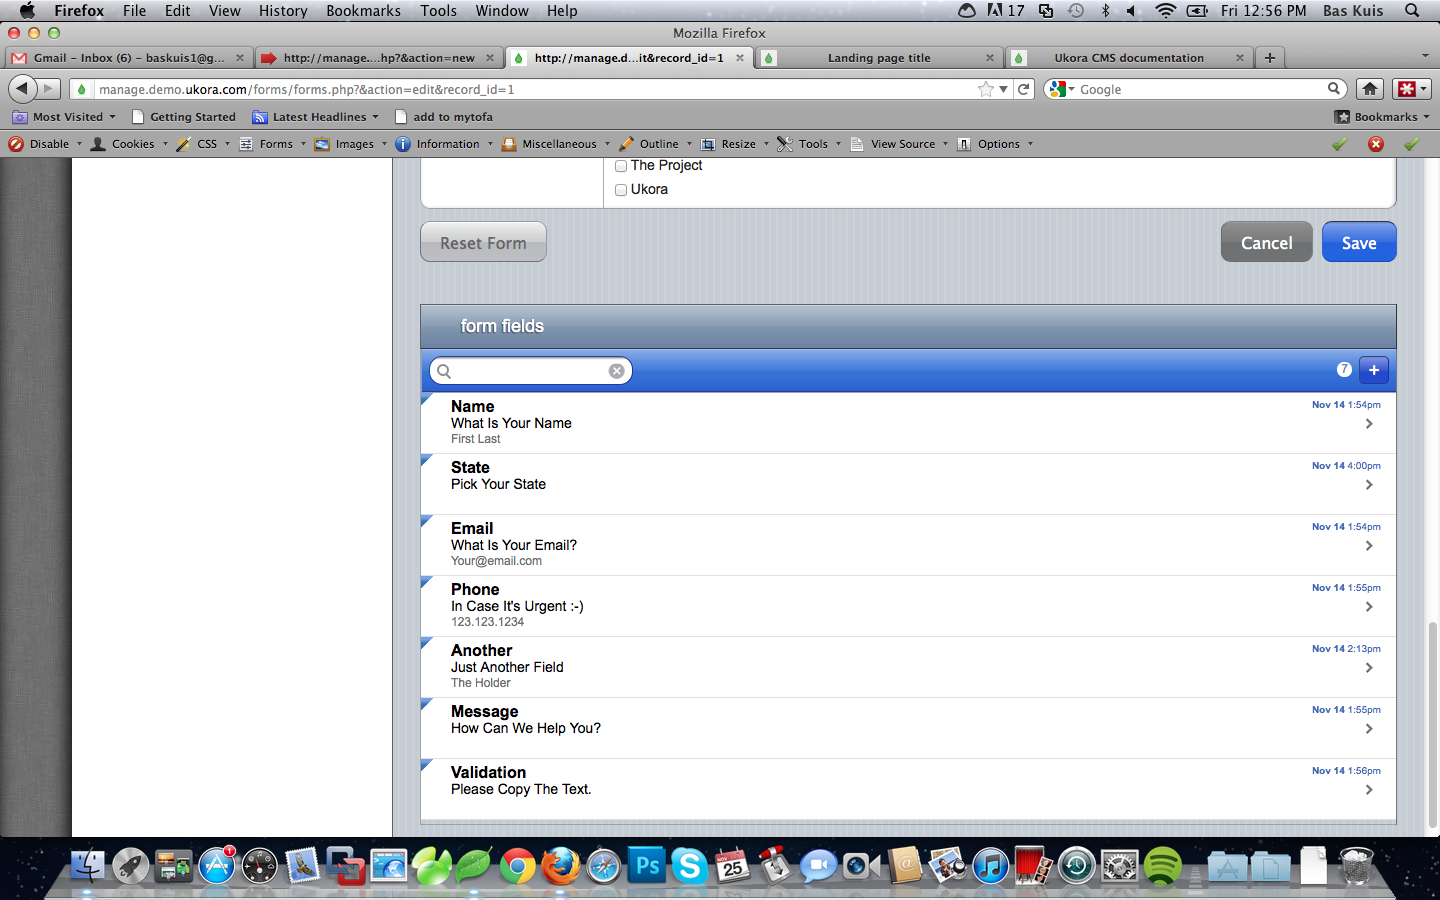 Firefox File Edit View History Bookmarks Tools Window Help 17 Fri 12:56 PM Bas Kuis
Mozilla Firefox
Gmail – Inbox (6) – baskuis1@g... http://manage....hp?&action=new http://manage.d...it&record_id=1 Landing page title Ukora CMS documentation
manage.demo.ukora.com/forms/forms.php?&action=edit&record_id=1 Google
Most Visited Getting Started Latest Headlines add to mytofa Bookmarks
Disable Cookies CSS Forms Images Information Miscellaneous Outline Resize Tools View Source Options
The Project
Ukora
Reset Form Cancel Save
form fields
7 +
Name Nov 14 1:54pm
What Is Your Name
First Last
State Nov 14 4:00pm
Pick Your State
Email Nov 14 1:54pm
What Is Your Email?
Your@email.com
Phone Nov 14 1:55pm
In Case It's Urgent :-)
123.123.1234
Another Nov 14 2:13pm
Just Another Field
The Holder
Message Nov 14 1:55pm
How Can We Help You?
Validation Nov 14 1:56pm
Please Copy The Text.
1 Ps NOV 25